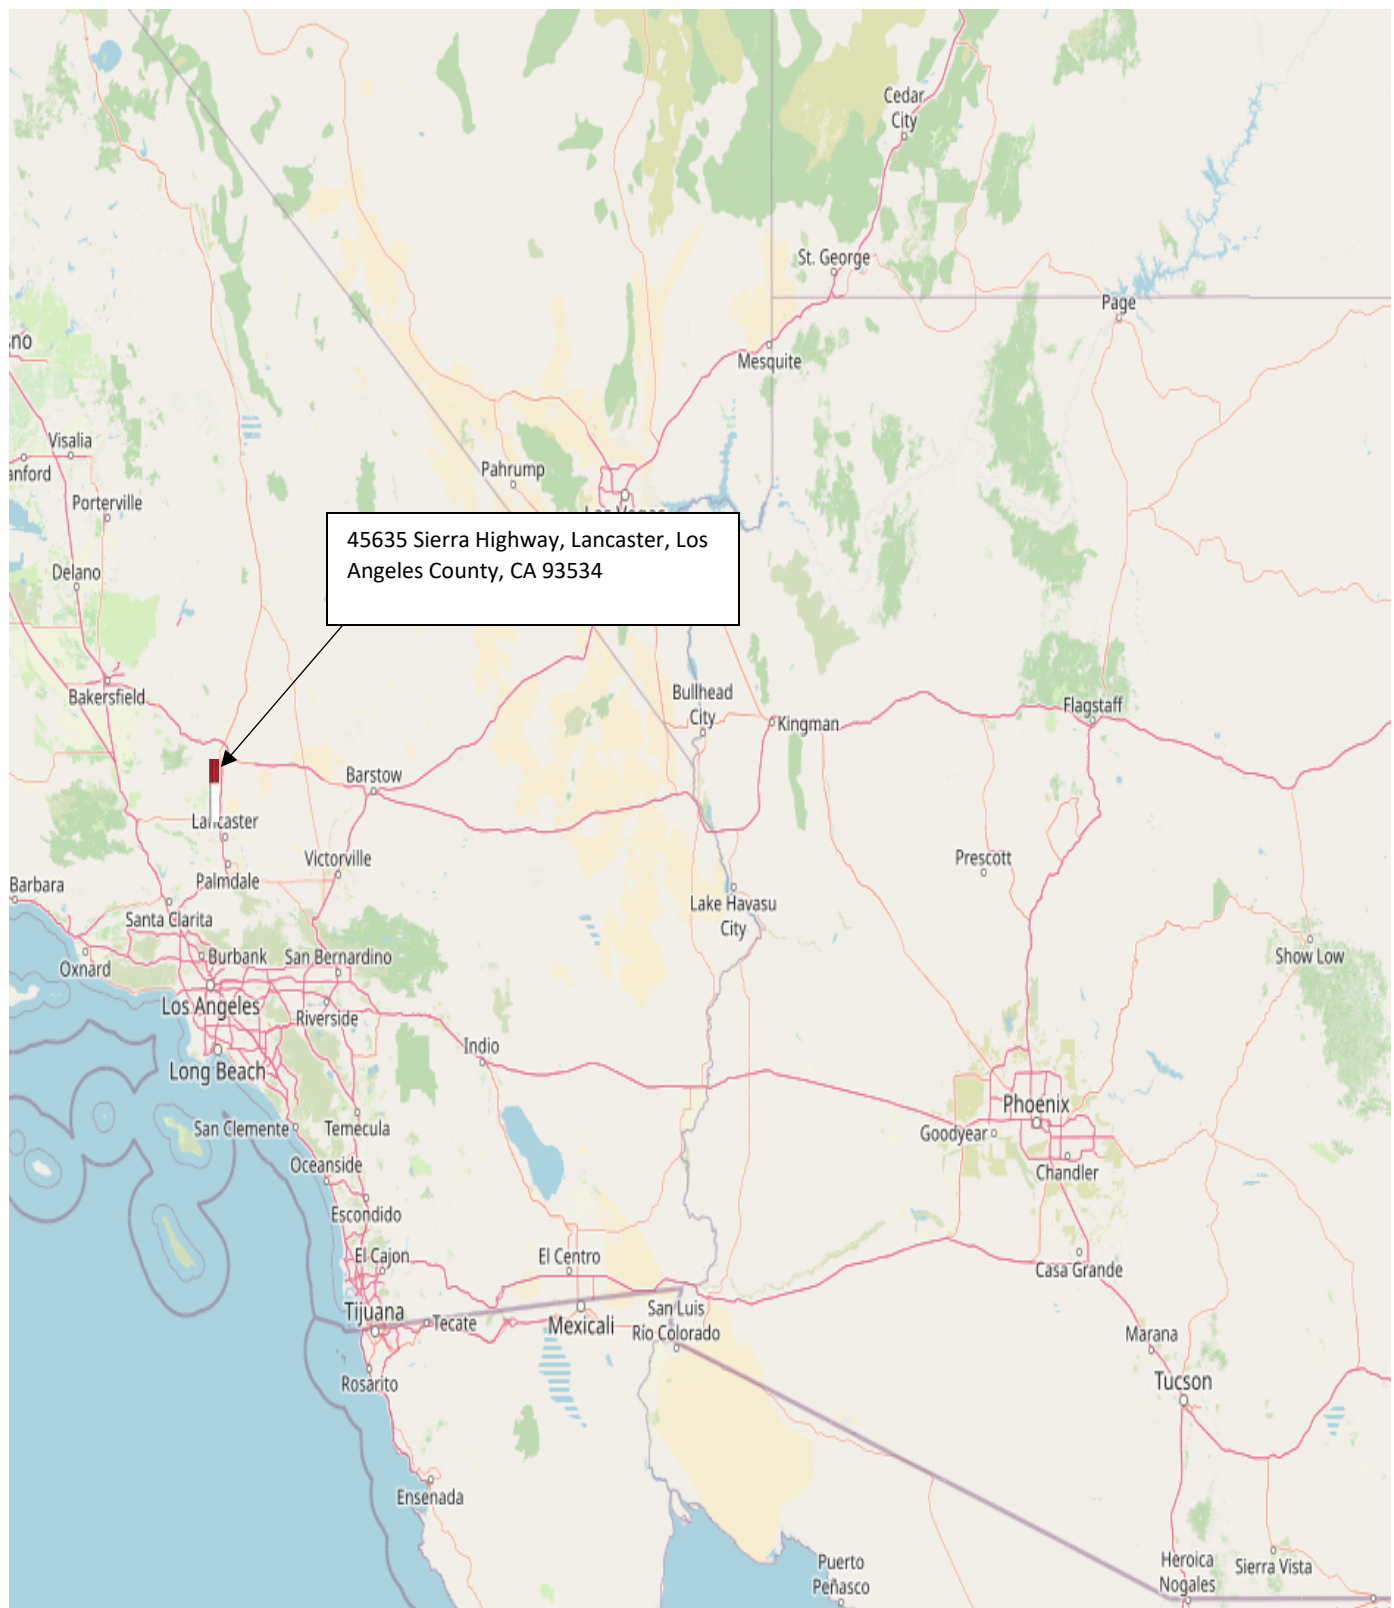 Cedar
City
St. George
Page
no
Mesquite
Visalia
anford
Pahrump
Porterville
Las Vegas
45635 Sierra Highway, Lancaster, Los
Angeles County, CA 93534
Delano
Bakersfield
Bullhead
City
Kingman
Flagstaff
Barstow
Lancaster
Victorville
Prescott
Palmdale
Barbara
Lake Havasu
City
Santa Clarita
Burbank
San Bernardino
Show Low
Oxnard
Los Angeles
Riverside
Indio
Long Beach
Phoenix
San Clemente
Temecula
Goodyear
Oceanside
Chandler
Escondido
El Cajon
El Centro
Casa Grande
Tijuana
Tecate
Mexicali
San Luis
Rio Colorado
Marana
Rosarito
Tucson
Ensenada
Puerto
Peñasco
Heroica
Nogales
Sierra Vista